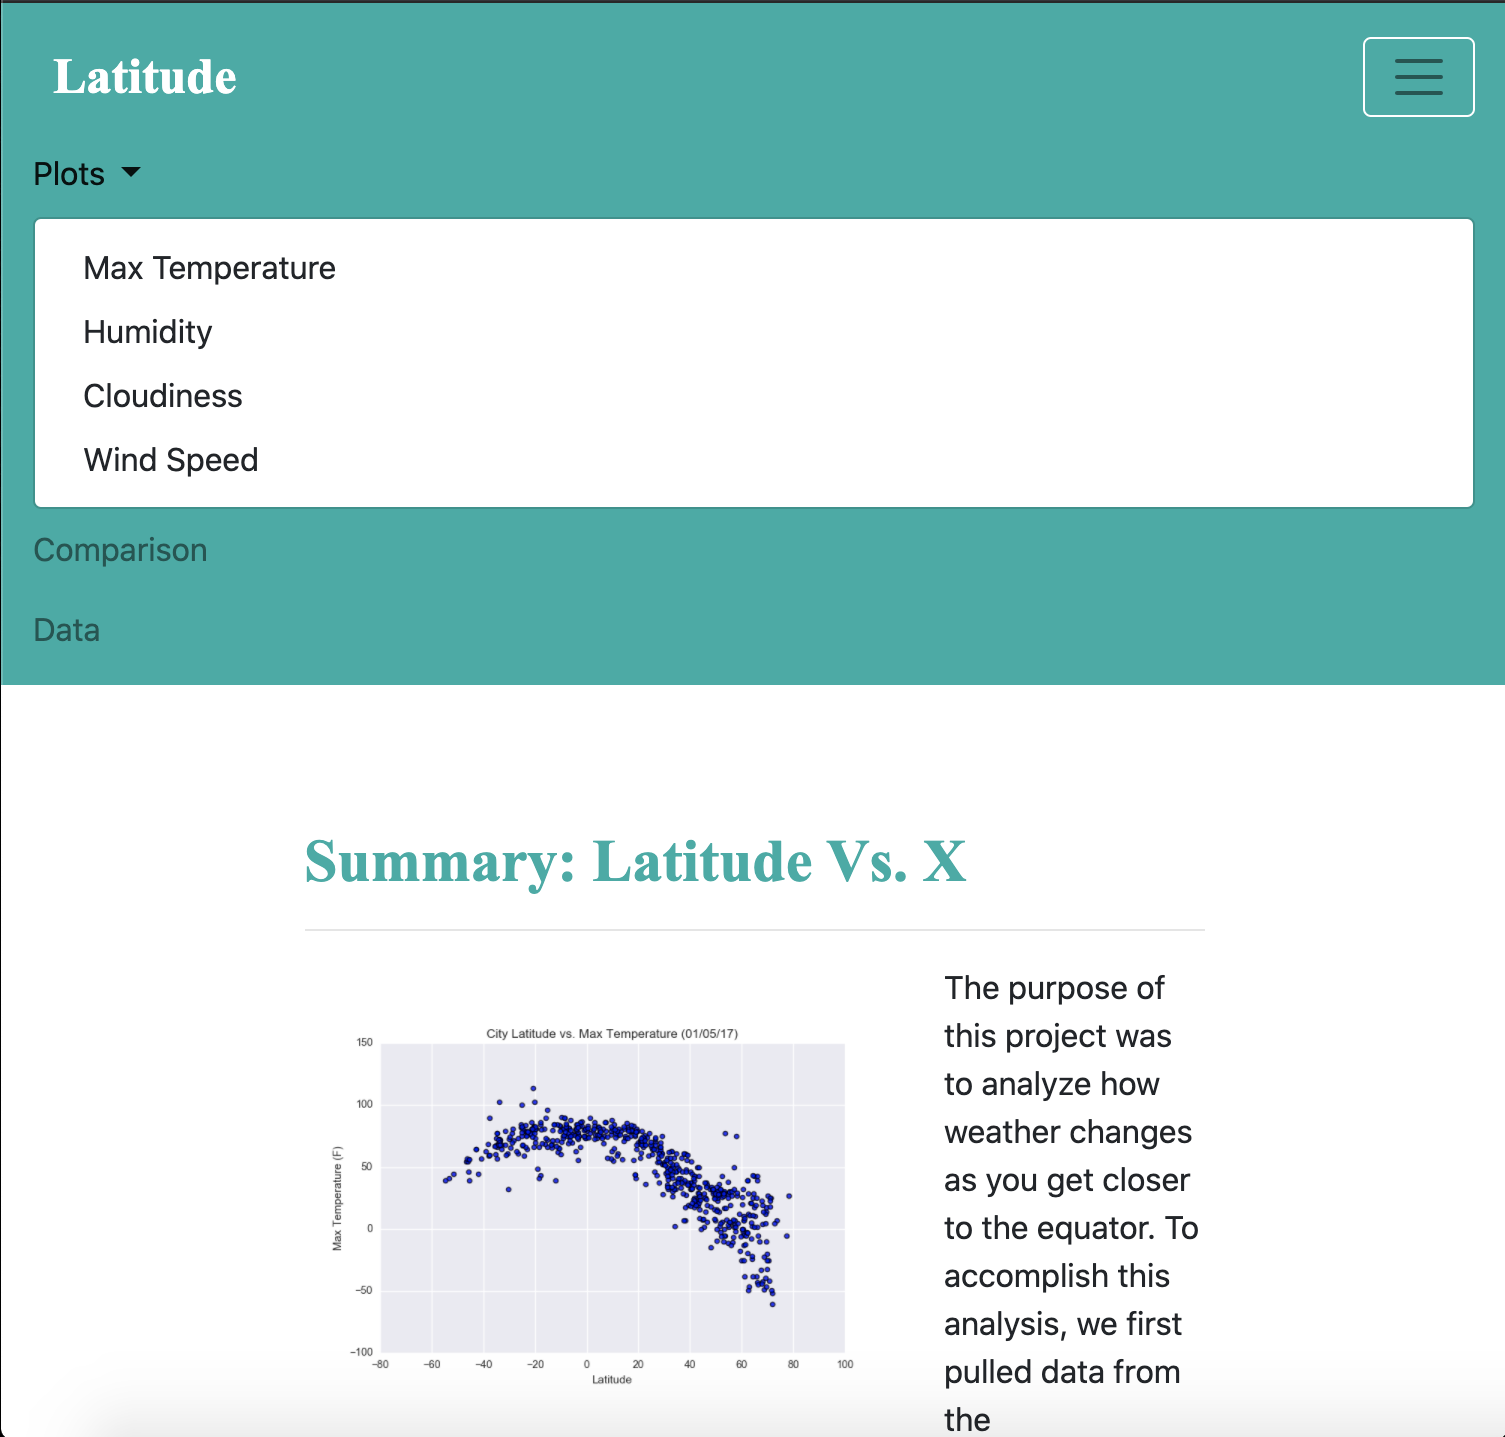 Latitude
Plots
Max Temperature
Humidity
Cloudiness
Wind Speed
Comparison
Data
Summary: Latitude Vs. X
City Latitude vs. Max Temperature (01/05/17)
150
100
50
0
−50
−100
Max Temperature (F)
−80 −60 −40 −20 0 20 40 60 80 100
Latitude
The purpose of
this project was
to analyze how
weather changes
as you get closer
to the equator. To
accomplish this
analysis, we first
pulled data from
the